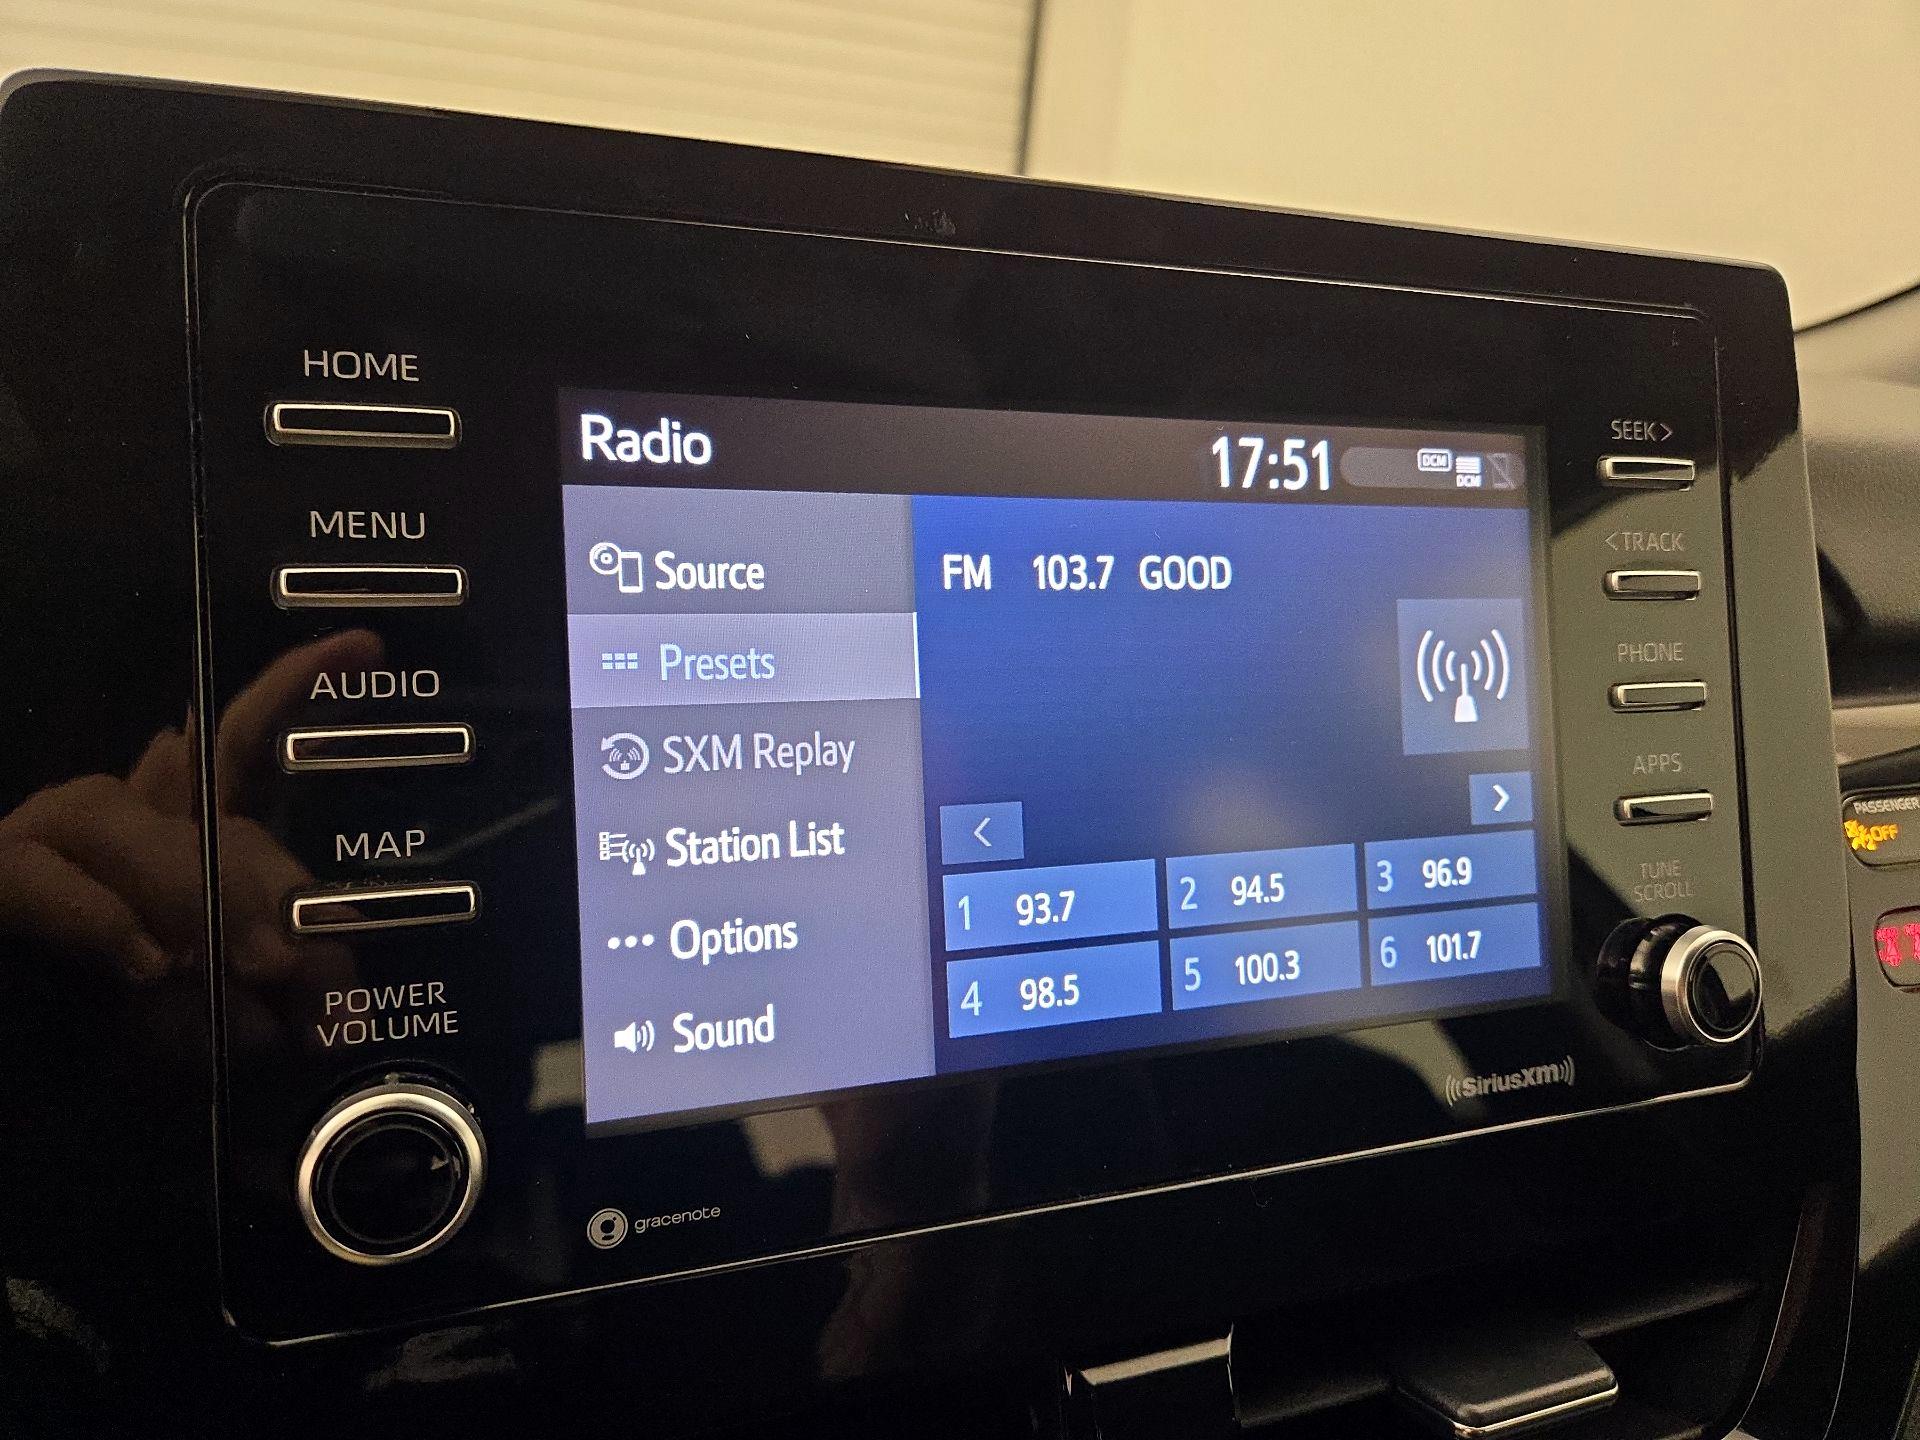 HOME
MENU
AUDIO
MAP
POWER
VOLUME
Radio
17:51
DCM
DCM
Source
Presets
SXM Replay
Station List
Options
Sound
FM 103.7 GOOD
<
>
1 93.7
2 94.5
3 96.9
4 98.5
5 100.3
6 101.7
gracenote
((SiriusXM))
SEEK>
<TRACK
PHONE
APPS
TUNE
SCROLL
PASSENGER
OFF